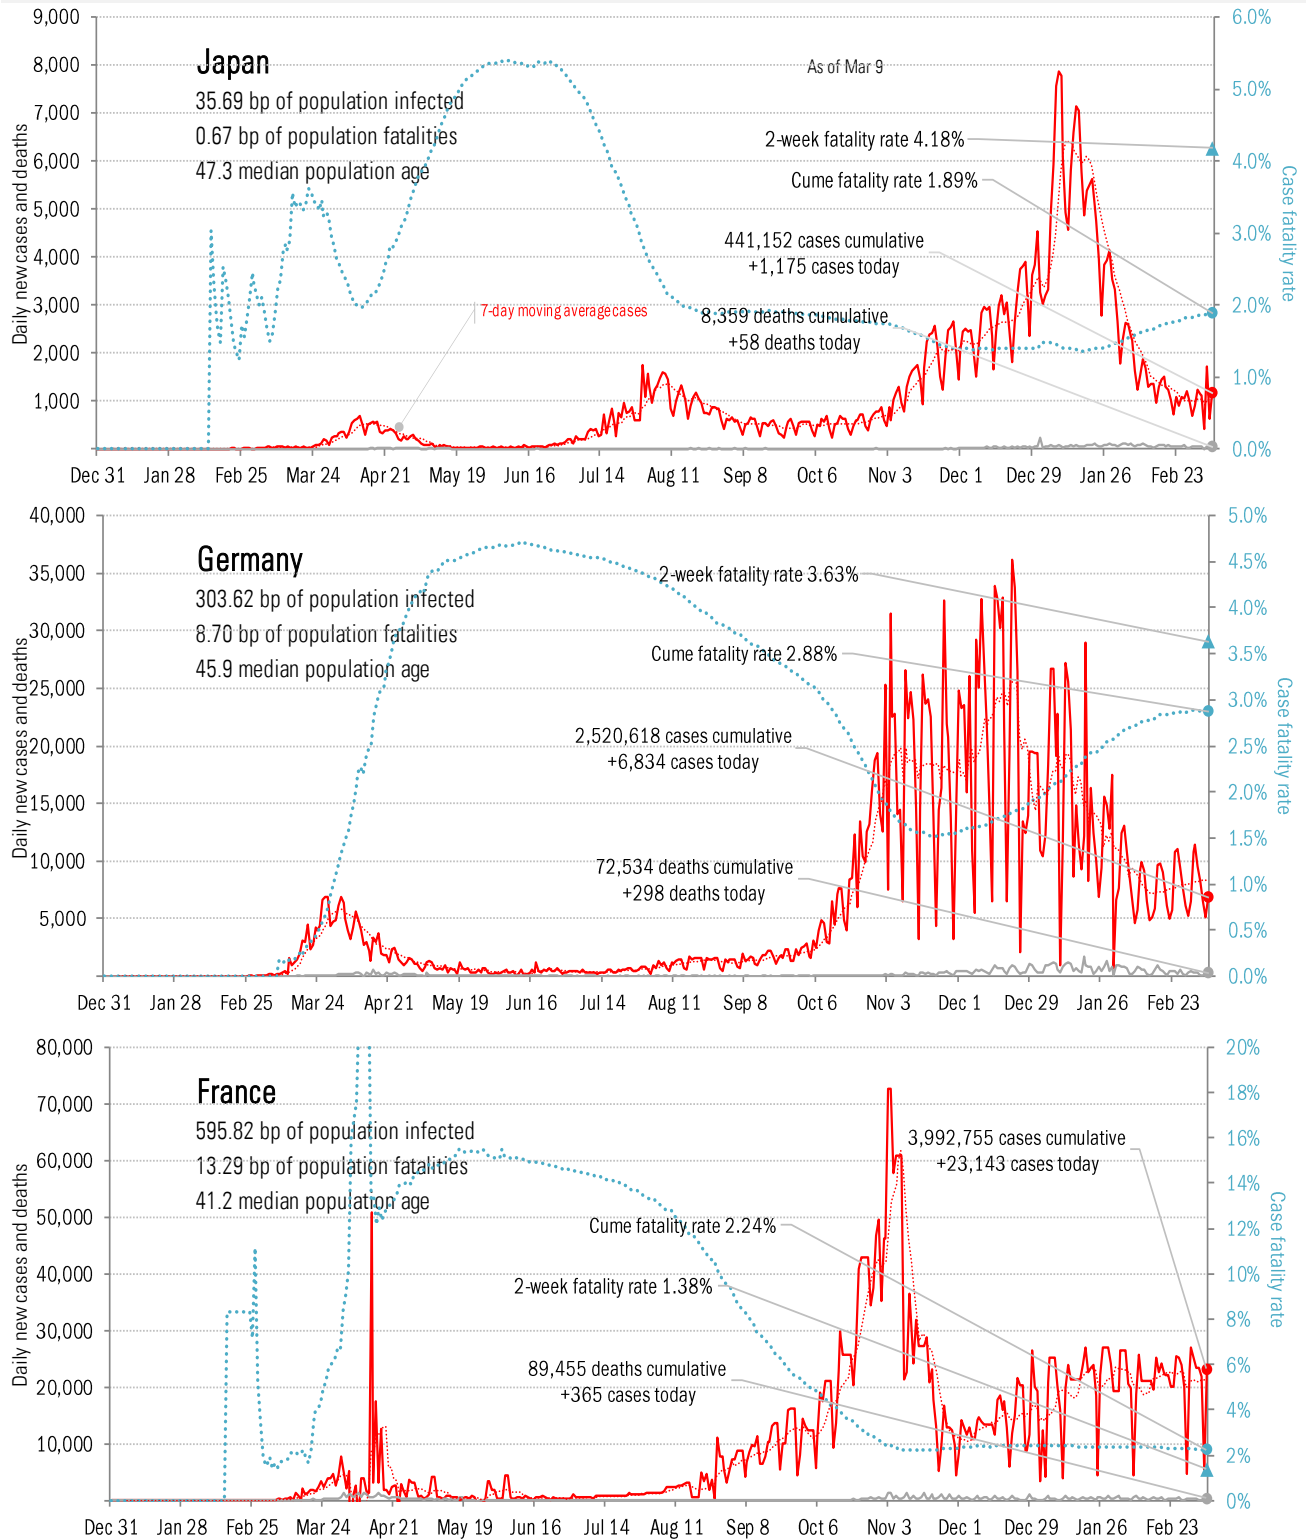 9,000
8,000
7,000
6,000
5,000
4,000
3,000
2,000
1,000
Daily new cases and deaths
Japan
35.69 bp of population infected
0.67 bp of population fatalities
47.3 median population age
As of Mar 9
2-week fatality rate 4.18%
Cume fatality rate 1.89%
441,152 cases cumulative
+1,175 cases today
7-day moving average cases
8,359 deaths cumulative
+58 deaths today
6.0%
5.0%
4.0%
3.0%
2.0%
1.0%
0.0%
Case fatality rate
Dec 31 Jan 28 Feb 25 Mar 24 Apr 21 May 19 Jun 16 Jul 14 Aug 11 Sep 8 Oct 6 Nov 3 Dec 1 Dec 29 Jan 26 Feb 23
40,000
35,000
30,000
25,000
20,000
15,000
10,000
5,000
Daily new cases and deaths
Germany
303.62 bp of population infected
8.70 bp of population fatalities
45.9 median population age
2-week fatality rate 3.63%
Cume fatality rate 2.88%
2,520,618 cases cumulative
+6,834 cases today
72,534 deaths cumulative
+298 deaths today
5.0%
4.5%
4.0%
3.5%
3.0%
2.5%
2.0%
1.5%
1.0%
0.5%
0.0%
Case fatality rate
Dec 31 Jan 28 Feb 25 Mar 24 Apr 21 May 19 Jun 16 Jul 14 Aug 11 Sep 8 Oct 6 Nov 3 Dec 1 Dec 29 Jan 26 Feb 23
80,000
70,000
60,000
50,000
40,000
30,000
20,000
10,000
Daily new cases and deaths
France
595.82 bp of population infected
13.29 bp of population fatalities
41.2 median population age
3,992,755 cases cumulative
+23,143 cases today
Cume fatality rate 2.24%
2-week fatality rate 1.38%
89,455 deaths cumulative
+365 cases today
20%
18%
16%
14%
12%
10%
8%
6%
4%
2%
0%
Case fatality rate
Dec 31 Jan 28 Feb 25 Mar 24 Apr 21 May 19 Jun 16 Jul 14 Aug 11 Sep 8 Oct 6 Nov 3 Dec 1 Dec 29 Jan 26 Feb 23